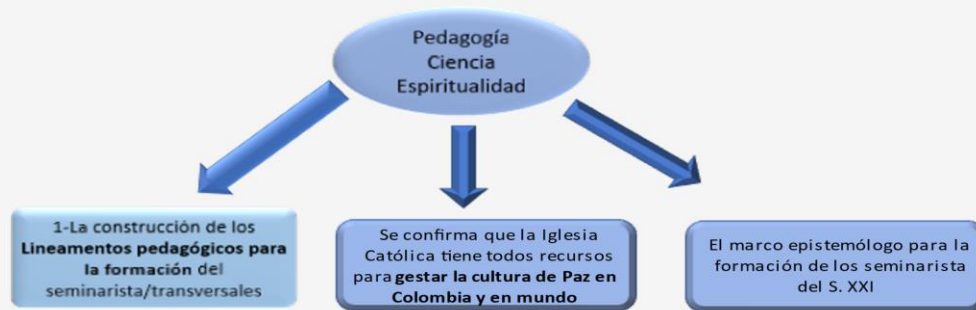 Pedagogía
Ciencia
Espiritualidad
1-La construcción de los
Lineamentos pedagógicos para
la formación del
seminarista/transversales
Se confirma que la Iglesia
Católica tiene todos recursos
para gestar la cultura de Paz en
Colombia y en mundo
El marco epistemólogo para la
formación de los seminarista
del S. XXI